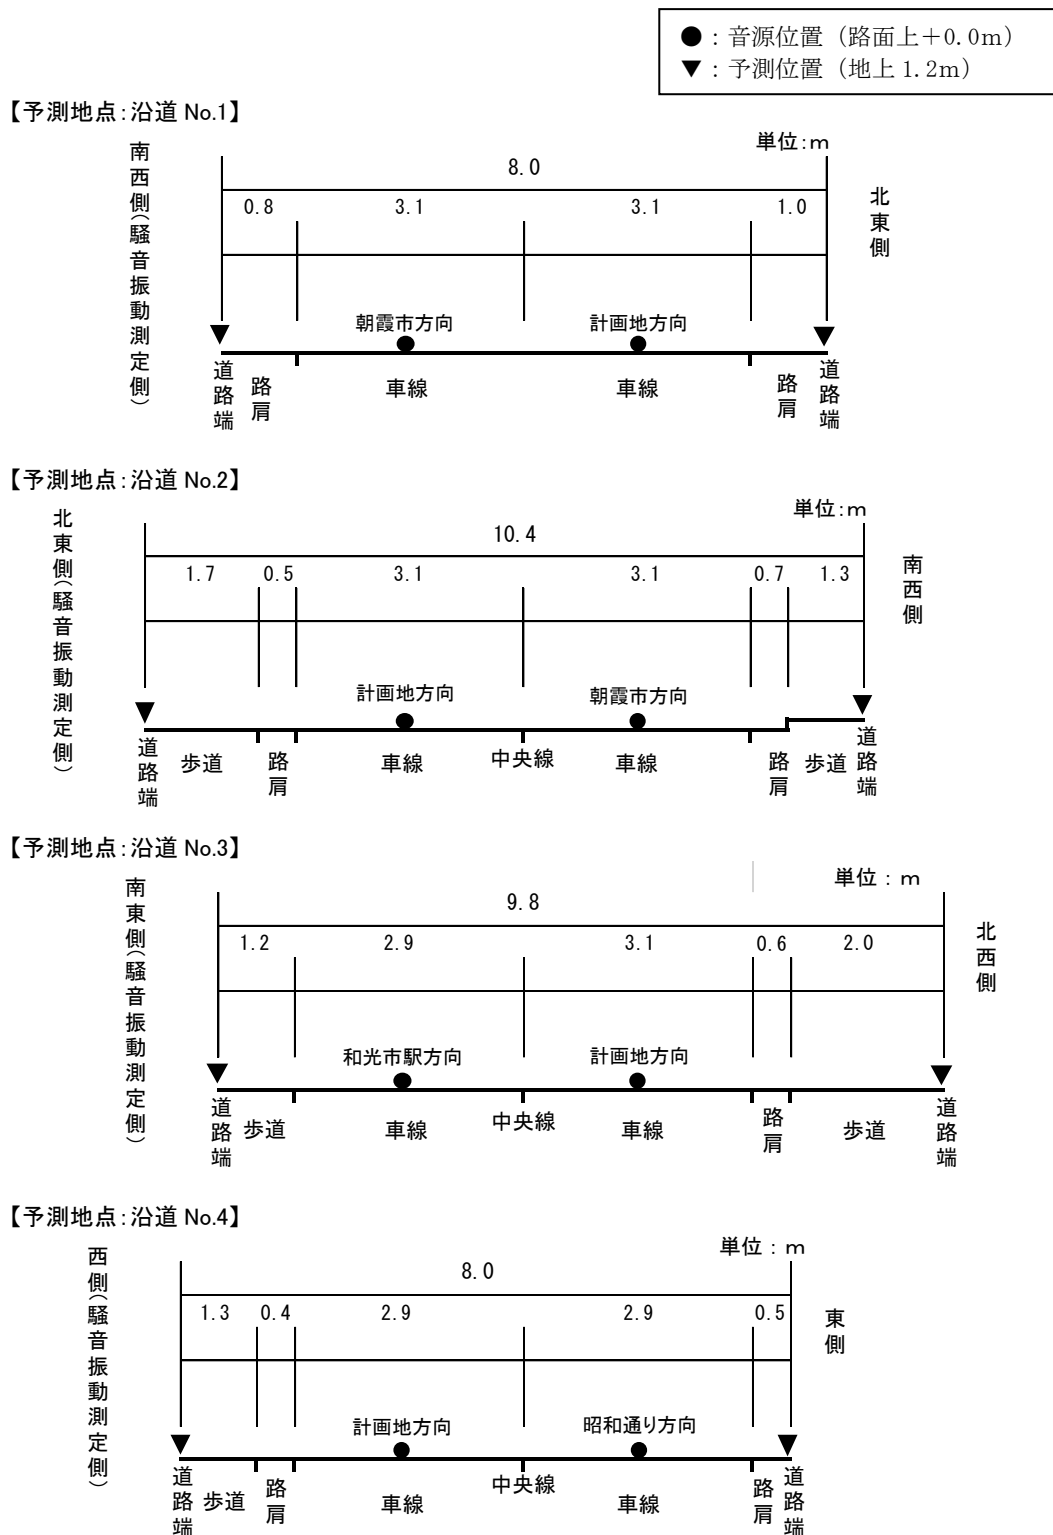 ●：音源位置（路面上＋0.0m）
▼：予測位置（地上 1.2m）
【予測地点：沿道 No.1】
単位：m
南西側（騒音振動測定側）
8.0
北東側
0.8 3.1 3.1 1.0
朝霞市方向 計画地方向
道路端 路肩 車線 車線 路肩 道路端
【予測地点：沿道 No.2】
単位：m
北東側（騒音振動測定側）
10.4
南西側
1.7 0.5 3.1 3.1 0.7 1.3
計画地方向 朝霞市方向
道路端 歩道 路肩 車線 中央線 車線 路肩 歩道 道路端
【予測地点：沿道 No.3】
単位：m
南東側（騒音振動測定側）
9.8
北西側
1.2 2.9 3.1 0.6 2.0
和光市駅方向 計画地方向
道路端 歩道 車線 中央線 車線 路肩 歩道 道路端
【予測地点：沿道 No.4】
単位：m
西側（騒音振動測定側）
8.0
東側
1.3 0.4 2.9 2.9 0.5
計画地方向 昭和通り方向
道路端 歩道 路肩 車線 中央線 車線 路肩 道路端